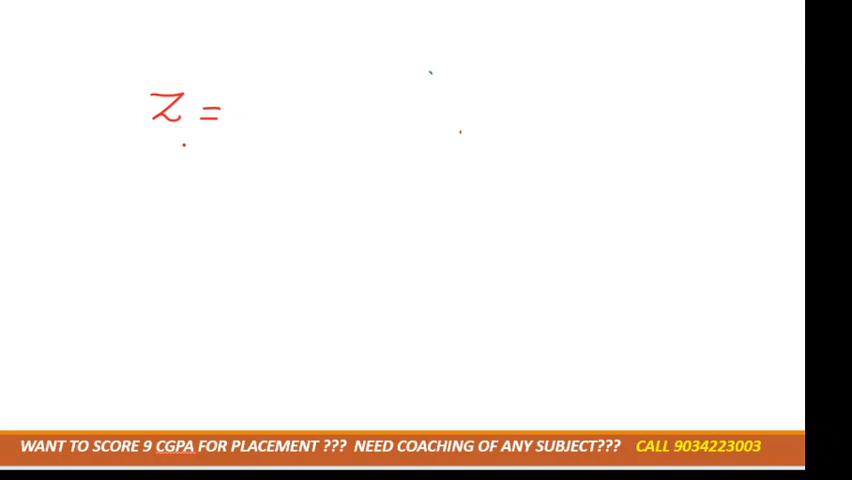 Z =
WANT TO SCORE 9 CGPA FOR PLACEMENT ??? NEED COACHING OF ANY SUBJECT??? CALL 9034223003